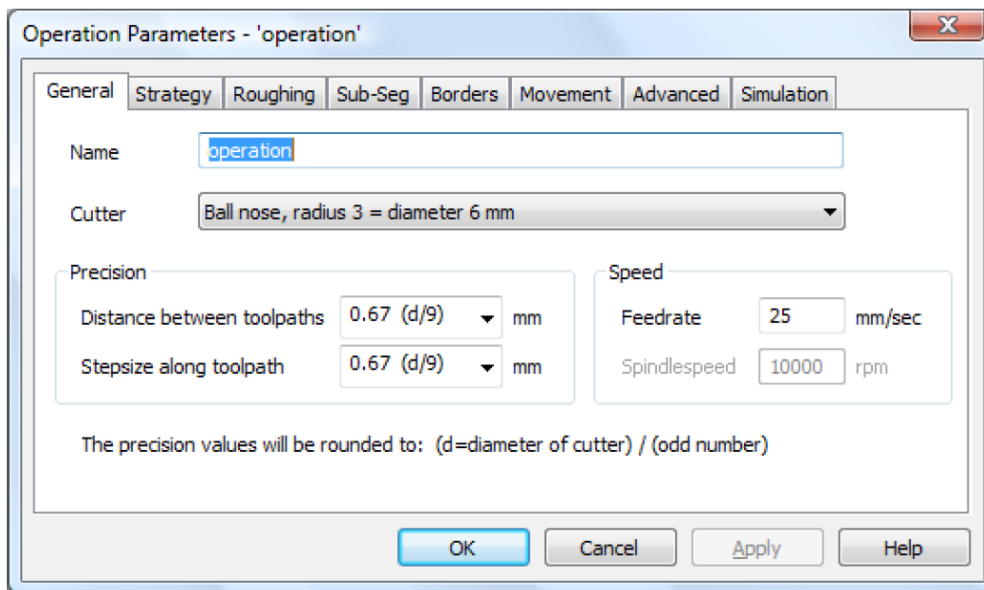 Operation Parameters - 'operation'
General Strategy Roughing Sub-Seg Borders Movement Advanced Simulation
Name operation
Cutter Ball nose, radius 3 = diameter 6 mm
Precision
Distance between toolpaths 0.67 (d/9) mm
Stepsize along toolpath 0.67 (d/9) mm
Speed
Feedrate 25 mm/sec
Spindlespeed 10000 rpm
The precision values will be rounded to: (d=diameter of cutter) / (odd number)
OK Cancel Apply Help